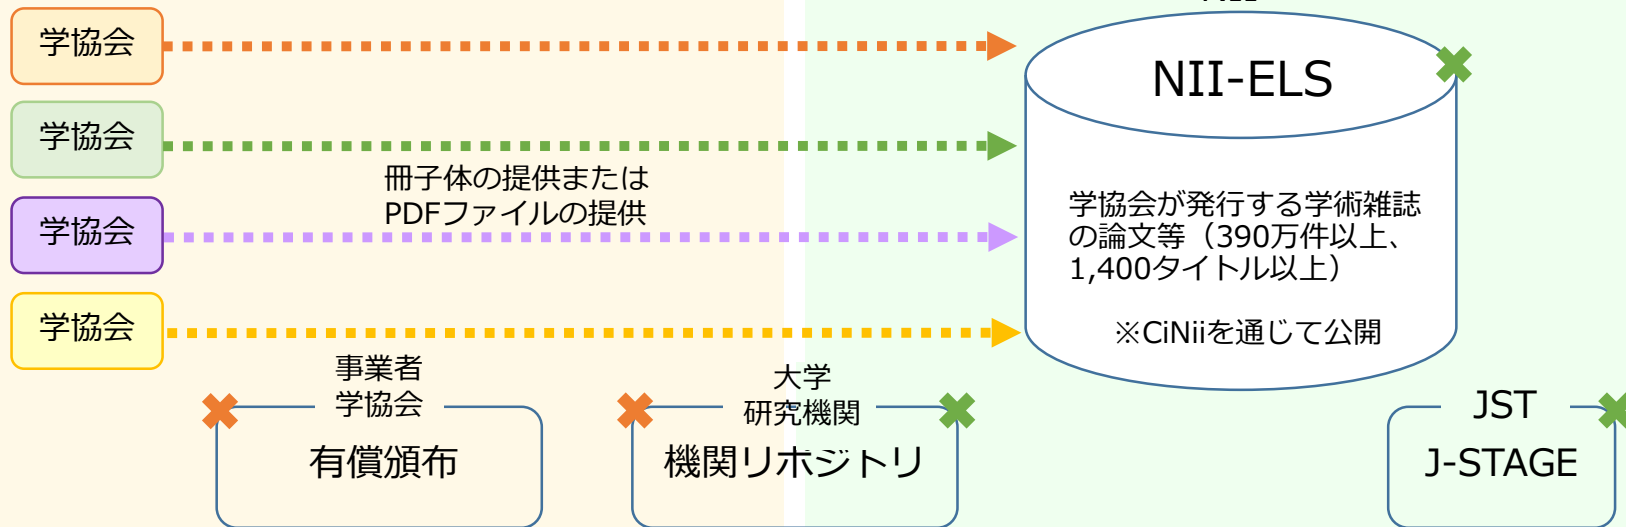 学協会
学協会
学協会
学協会
冊子体の提供または
PDFファイルの提供
NII-ELS
学協会が発行する学術雑誌
の論文等（390万件以上、
1,400タイトル以上）
※CiNiiを通じて公開
事業者
学協会
有償頒布
大学
研究機関
機関リポジトリ
JST
J-STAGE